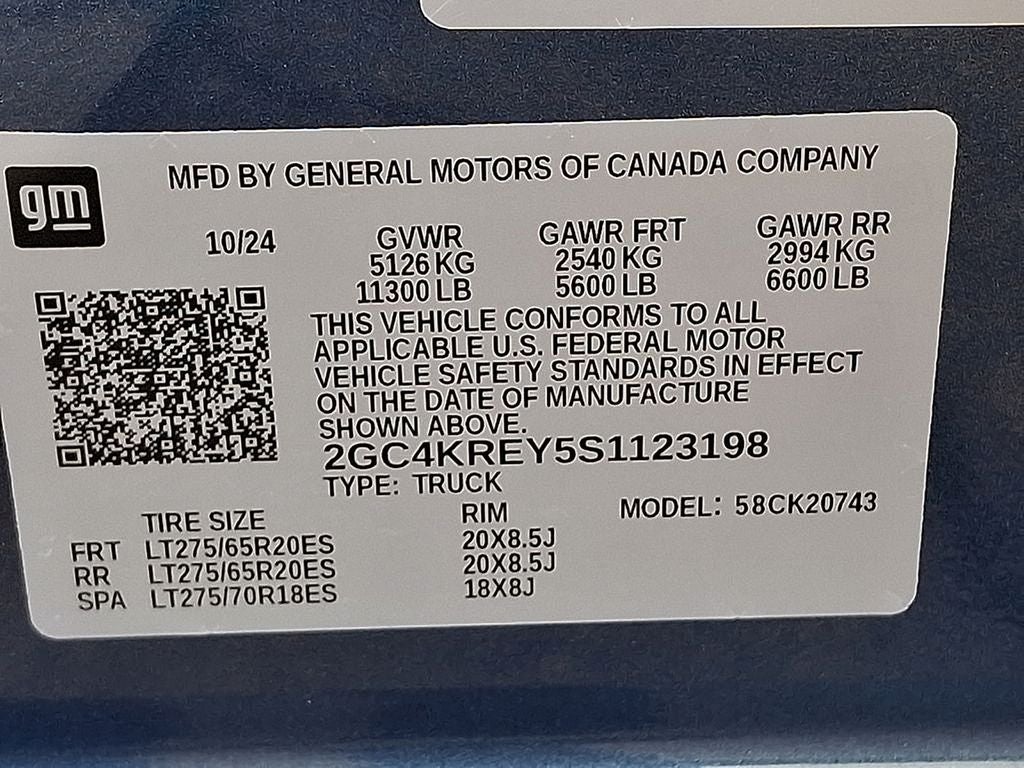 gm
MFD BY GENERAL MOTORS OF CANADA COMPANY
10/24 GVWR GAWR FRT GAWR RR
5126 KG 2540 KG 2994 KG
11300 LB 5600 LB 6600 LB
THIS VEHICLE CONFORMS TO ALL
APPLICABLE U.S. FEDERAL MOTOR
VEHICLE SAFETY STANDARDS IN EFFECT
ON THE DATE OF MANUFACTURE
SHOWN ABOVE.
2GC4KREY5S1123198
TYPE: TRUCK
TIRE SIZE RIM MODEL: 58CK20743
FRT LT275/65R20ES 20X8.5J
RR LT275/65R20ES 20X8.5J
SPA LT275/70R18ES 18X8J